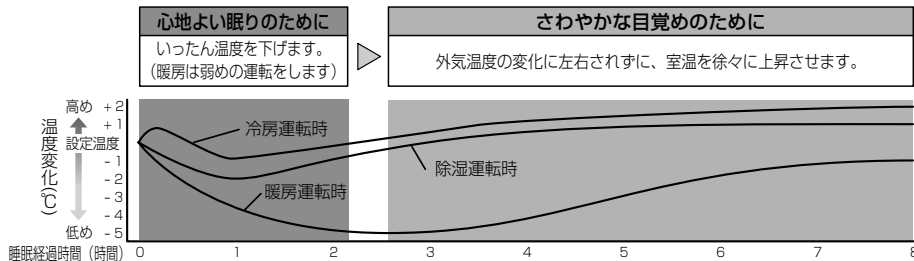 心地よい眠りのために
いったん温度を下げます。
（暖房は弱めの運転をします）
さわやかな目覚めのために
外気温度の変化に左右されずに、室温を徐々に上昇させます。
温度変化(℃)
高め
設定温度
低め
+2
+1
-1
-2
-3
-4
-5
冷房運転時
除湿運転時
暖房運転時
睡眠経過時間（時間）
0 1 2 3 4 5 6 7 8